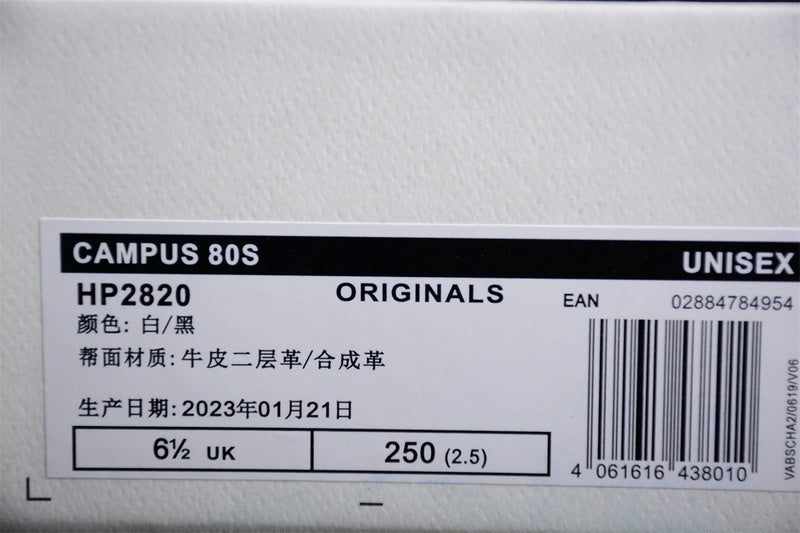 CAMPUS 80S UNISEX
HP2820 ORIGINALS EAN 02884784954
颜色: 白/黑
帮面材质: 牛皮二层革/合成革
生产日期: 2023年01月21日
6½ UK 250 (2.5)
4 061616 438010
VABSCHA2/0619/V06